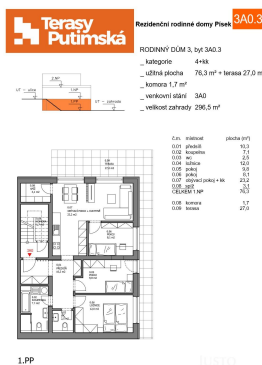 Terasy
Putimská
Rezidenční rodinné domy Písek
3A0.3
RODINNÝ DŮM 3, byt 3A0.3
_ kategorie 4+kk
_ užitná plocha 76,3 m² + terasa 27,0 m
_ komora 1,7 m²
_ venkovní stání 3A0
_ velikost zahrady 296,5 m²
č.m. místnost plocha (m²)
0.01 předsíň 10,3
0.02 koupelna 7,1
0.03 wc 2,5
0.04 ložnice 12,0
0.05 pokoj 9,8
0.06 pokoj 8,1
0.07 obývací pokoj + kk 23,2
0.08 spíž 3,1
CELKEM 1.NP 76,3
0.08 komora 1,7
0.09 terasa 27,0
1.PP